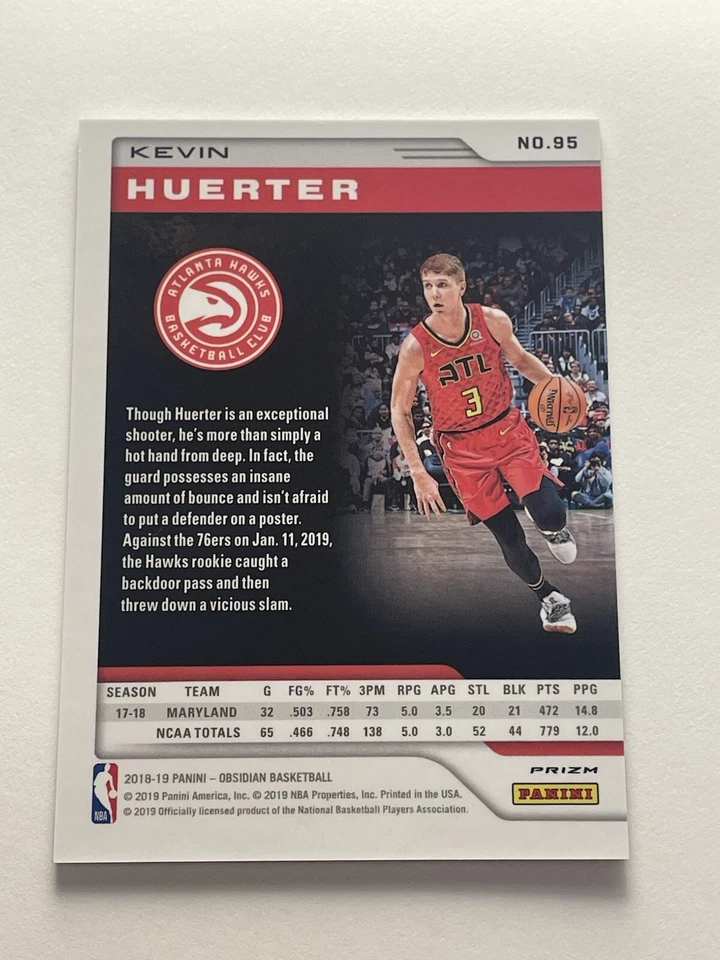 KEVIN
NO.95
HUERTER
ATLANTA HAWKS
BASKETBALL CLUB
ATL
3
Though Huerter is an exceptional
shooter, he's more than simply a
hot hand from deep. In fact, the
guard possesses an insane
amount of bounce and isn't afraid
to put a defender on a poster.
Against the 76ers on Jan. 11, 2019,
the Hawks rookie caught a
backdoor pass and then
threw down a vicious slam.
SEASON TEAM G FG% FT% 3PM RPG APG STL BLK PTS PPG
17-18 MARYLAND 32 .503 .758 73 5.0 3.5 20 21 472 14.8
NCAA TOTALS 65 .466 .748 138 5.0 3.0 52 44 779 12.0
2018-19 PANINI – OBSIDIAN BASKETBALL
© 2019 Panini America, Inc. © 2019 NBA Properties, Inc. Printed in the USA.
© 2019 Officially licensed product of the National Basketball Players Association.
NBA
PRIZM
PANINI